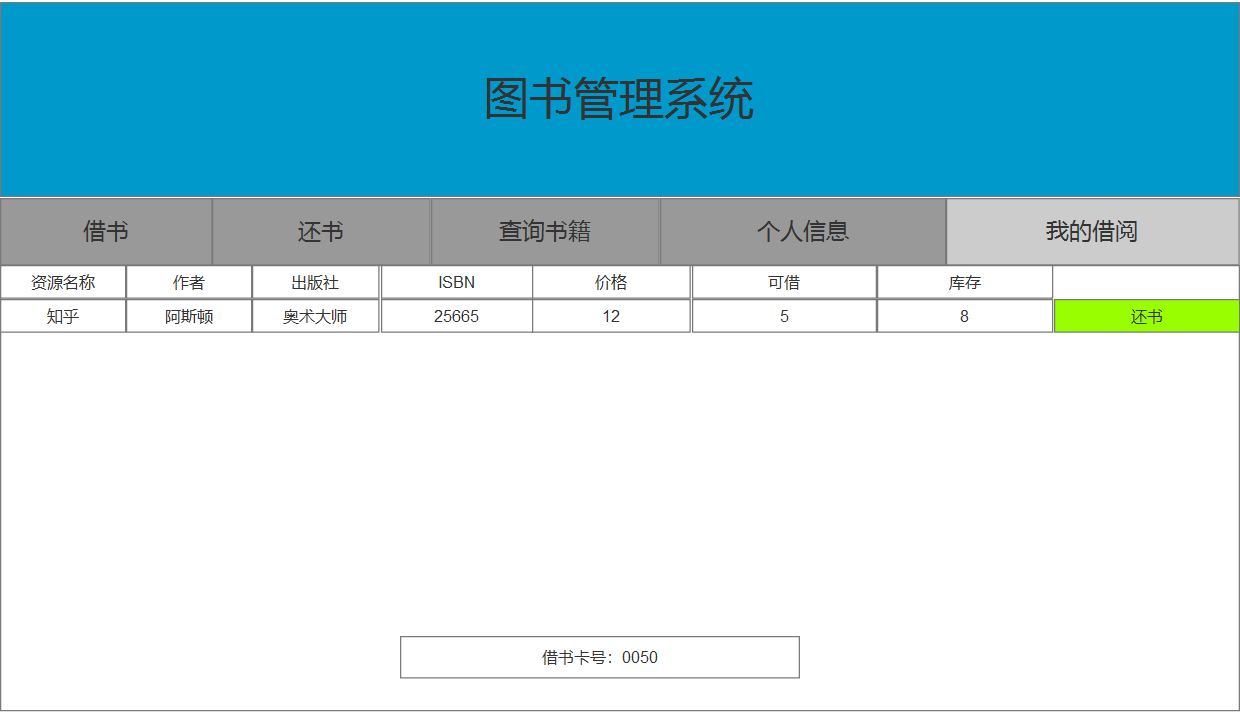 图书管理系统
借书 还书 查询书籍 个人信息 我的借阅
资源名称 作者 出版社 ISBN 价格 可借 库存
知乎 阿斯顿 奥术大师 25665 12 5 8 还书
借书卡号：0050